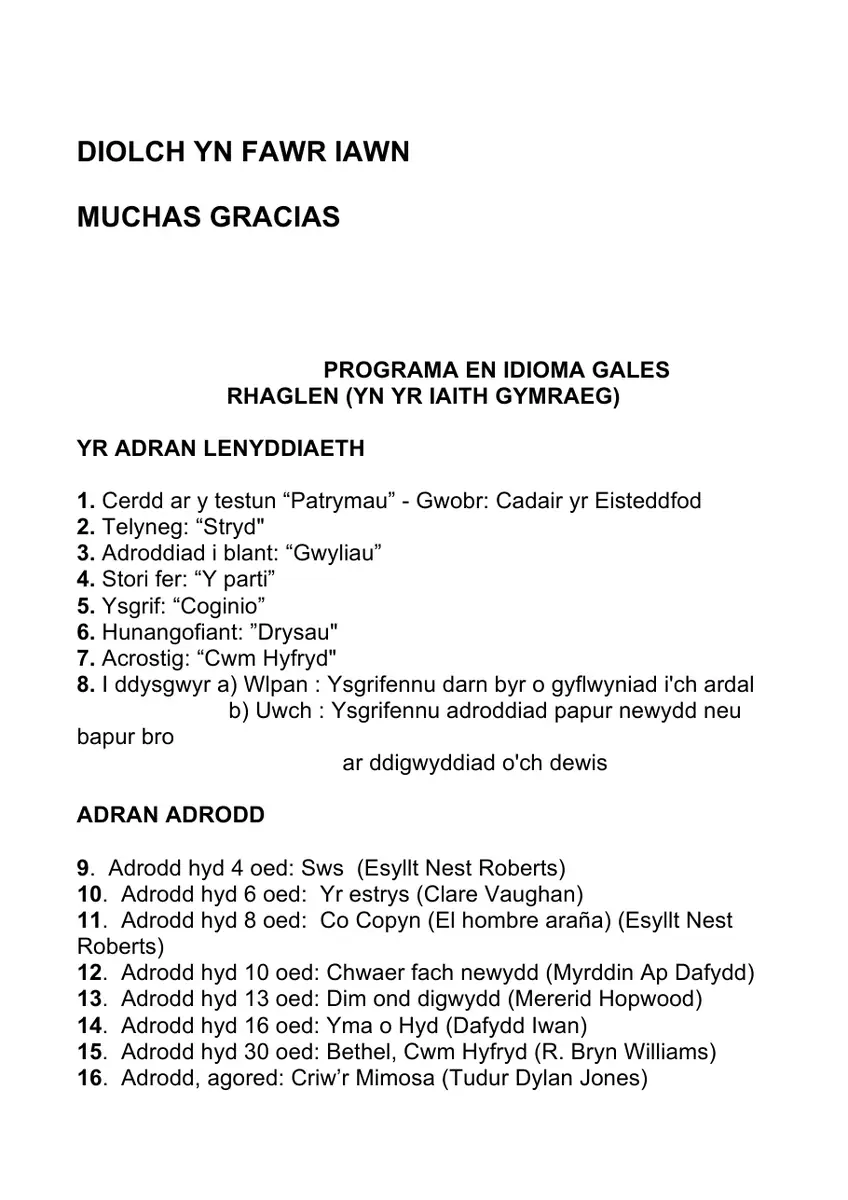 DIOLCH YN FAWR IAWN
MUCHAS GRACIAS
PROGRAMA EN IDIOMA GALES
RHAGLEN (YN YR IAITH GYMRAEG)
YR ADRAN LENYDDIAETH
1. Cerdd ar y testun “Patrymau” - Gwobr: Cadair yr Eisteddfod
2. Telyneg: “Stryd"
3. Adroddiad i blant: “Gwyliau”
4. Stori fer: “Y parti”
5. Ysgrif: “Coginio”
6. Hunangofiant: ”Drysau"
7. Acrostig: “Cwm Hyfryd"
8. I ddysgwyr a) Wlpan : Ysgrifennu darn byr o gyflwyniad i'ch ardal
b) Uwch : Ysgrifennu adroddiad papur newydd neu
bapur bro
ar ddigwyddiad o'ch dewis
ADRAN ADRODD
9.  Adrodd hyd 4 oed: Sws  (Esyllt Nest Roberts)
10.  Adrodd hyd 6 oed:  Yr estrys (Clare Vaughan)
11.  Adrodd hyd 8 oed:  Co Copyn (El hombre araña) (Esyllt Nest
Roberts)
12.  Adrodd hyd 10 oed: Chwaer fach newydd (Myrddin Ap Dafydd)
13.  Adrodd hyd 13 oed: Dim ond digwydd (Mererid Hopwood)
14.  Adrodd hyd 16 oed: Yma o Hyd (Dafydd Iwan)
15.  Adrodd hyd 30 oed: Bethel, Cwm Hyfryd (R. Bryn Williams)
16.  Adrodd, agored: Criw’r Mimosa (Tudur Dylan Jones)